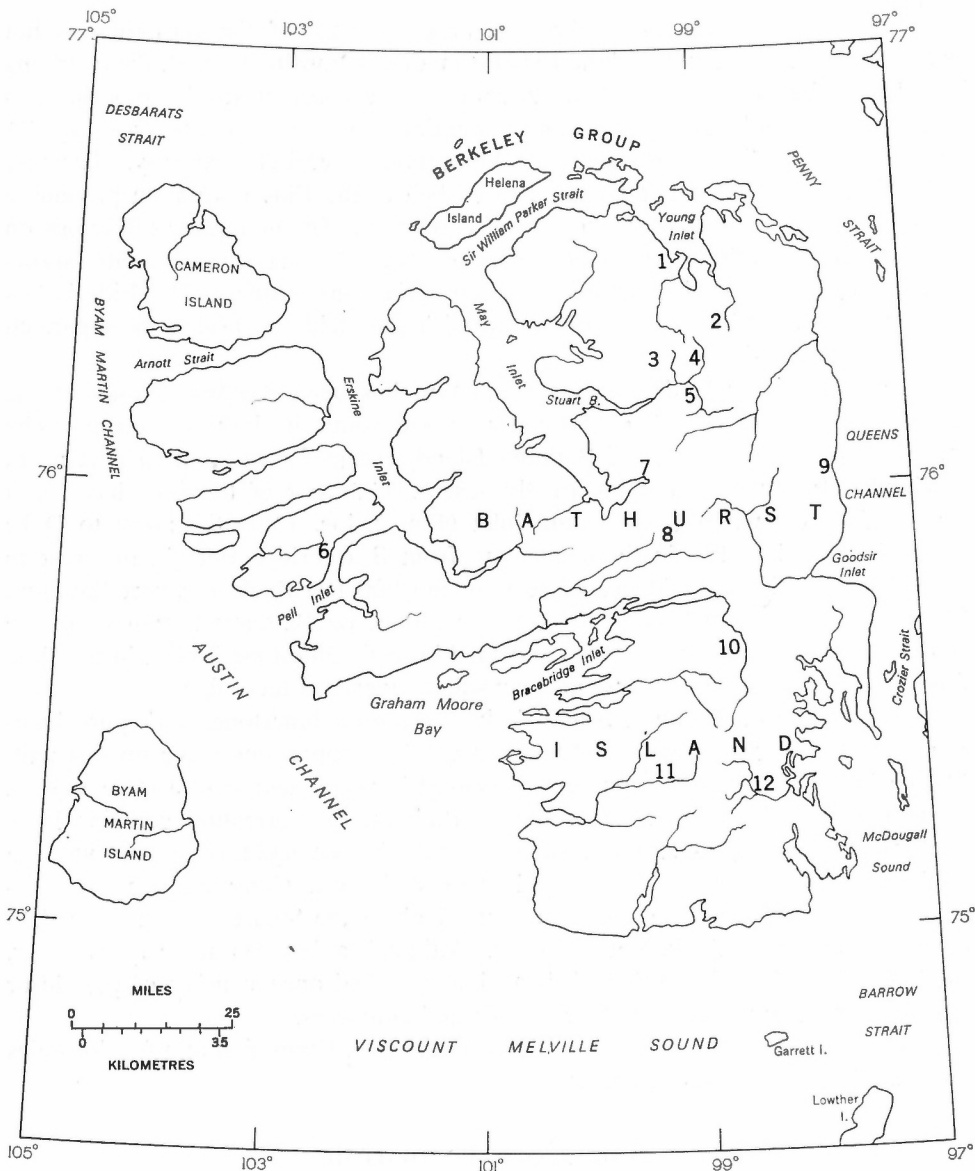 105°
103°
101°
99°
97°
77°
77°
DESBARATS
STRAIT
BERKELEY GROUP
PENNY
STRAIT
Helena
Island
Sir William Parker Strait
Young
Inlet
1
CAMERON
ISLAND
2
May
Inlet
BYAM MARTIN CHANNEL
Arnott Strait
3
4
Erskine
Inlet
Stuart B.
5
QUEENS
CHANNEL
76°
76°
7
9
BATHURST
8
6
Goodsir
Inlet
Pell Inlet
AUSTIN
CHANNEL
10
Bracebridge Inlet
Crozier Strait
Graham Moore
Bay
ISLAND
11
12
BYAM
MARTIN
ISLAND
McDougall
Sound
75°
75°
MILES
0
25
0
35
KILOMETRES
BARROW
STRAIT
VISCOUNT MELVILLE SOUND
Garrett I.
Lowther
I.
105°
103°
101°
99°
97°